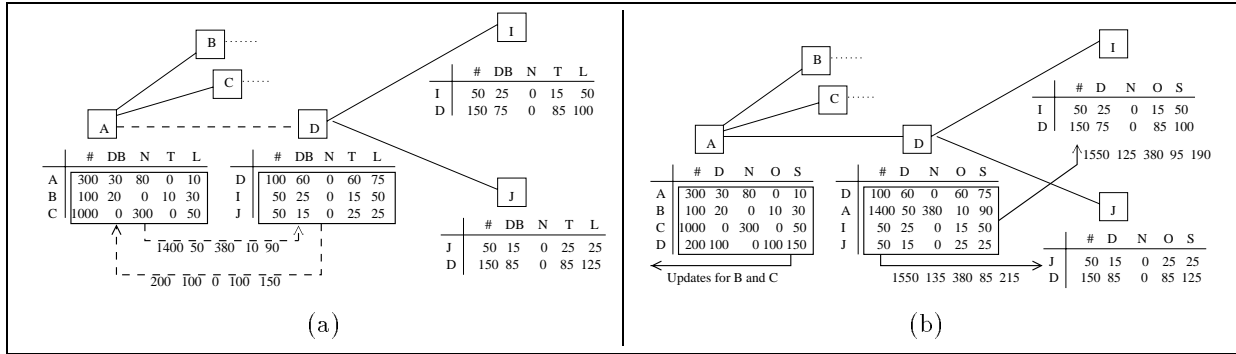 I
B
C
A
D
J
# DB N T L
I 50 25 0 15 50
D 150 75 0 85 100
# DB N T L
A 300 30 80 0 10
B 100 20 0 10 30
C 1000 0 300 0 50
# DB N T L
D 100 60 0 60 75
I 50 25 0 15 50
J 50 15 0 25 25
1400 50 380 10 90
200 100 0 100 150
# DB N T L
J 50 15 0 25 25
D 150 85 0 85 125
(a)
I
B
C
A
D
J
# D N O S
I 50 25 0 15 50
D 150 75 0 85 100
1550 125 380 95 190
# D N O S
A 300 30 80 0 10
B 100 20 0 10 30
C 1000 0 300 0 50
D 200 100 0 100 150
Updates for B and C
# D N O S
D 100 60 0 60 75
A 1400 50 380 10 90
I 50 25 0 15 50
J 50 15 0 25 25
1550 135 380 85 215
# D N O S
J 50 15 0 25 25
D 150 85 0 85 125
(b)